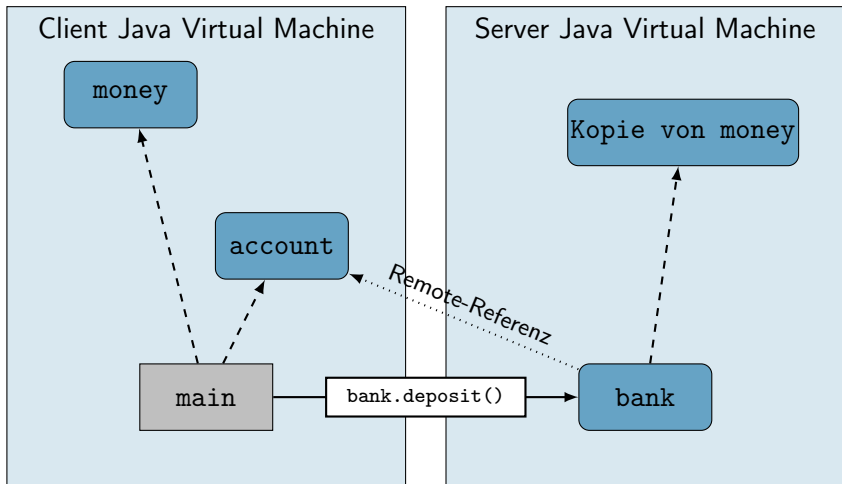 Client Java Virtual Machine
Server Java Virtual Machine
money
Kopie von money
account
Remote-Referenz
main
bank.deposit()
bank